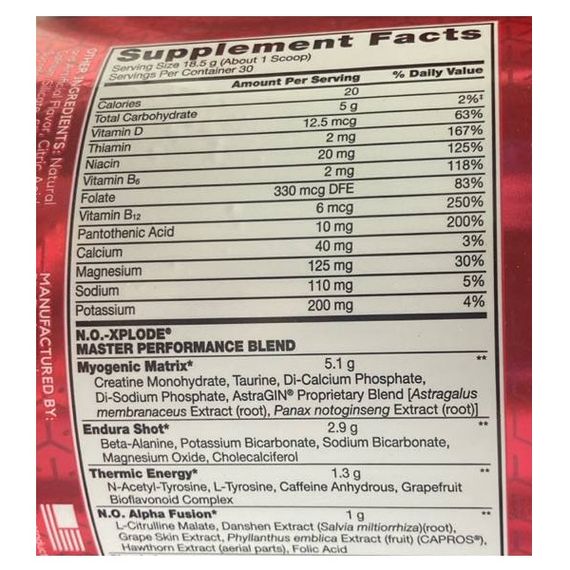 Supplement Facts
Serving Size 18.5 g (About 1 Scoop)
Servings Per Container 30
Amount Per Serving % Daily Value
Calories 20
Total Carbohydrate 5 g 2%‡
Vitamin D 12.5 mcg 63%
Thiamin 2 mg 167%
Niacin 20 mg 125%
Vitamin B6 2 mg 118%
Folate 330 mcg DFE 83%
Vitamin B12 6 mcg 250%
Pantothenic Acid 10 mg 200%
Calcium 40 mg 3%
Magnesium 125 mg 30%
Sodium 110 mg 5%
Potassium 200 mg 4%
N.O.-XPLODE®
MASTER PERFORMANCE BLEND
Myogenic Matrix* 5.1 g **
Creatine Monohydrate, Taurine, Di-Calcium Phosphate,
Di-Sodium Phosphate, AstraGIN® Proprietary Blend [Astragalus
membranaceus Extract (root), Panax notoginseng Extract (root)]
Endura Shot* 2.9 g **
Beta-Alanine, Potassium Bicarbonate, Sodium Bicarbonate,
Magnesium Oxide, Cholecalciferol
Thermic Energy* 1.3 g **
N-Acetyl-Tyrosine, L-Tyrosine, Caffeine Anhydrous, Grapefruit
Bioflavonoid Complex
N.O. Alpha Fusion* 1 g **
L-Citrulline Malate, Danshen Extract (Salvia miltiorrhiza)(root),
Grape Skin Extract, Phyllanthus emblica Extract (fruit) (CAPROS®),
Hawthorn Extract (aerial parts), Folic Acid
OTHER INGREDIENTS: Natural
Flavor, Citric
MANUFACTURED BY: